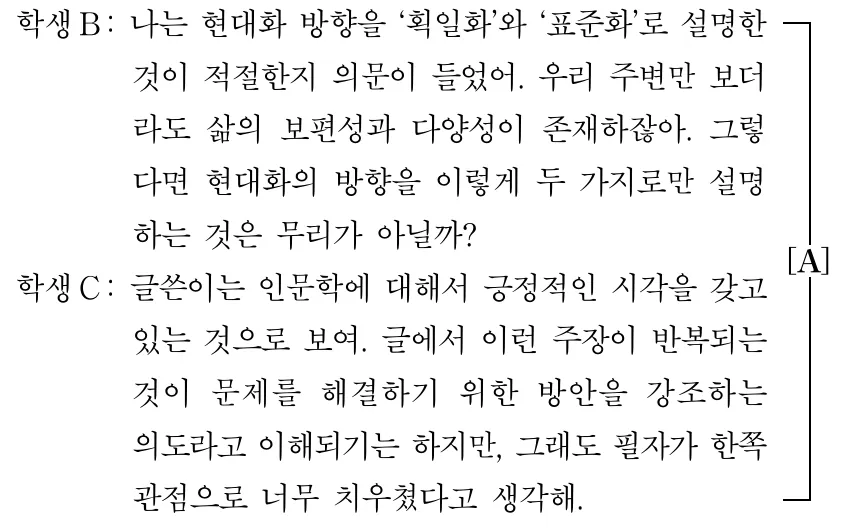 학생 B : 나는 현대화 방향을 ‘획일화’와 ‘표준화’로 설명한
것이 적절한지 의문이 들었어. 우리 주변만 보더
라도 삶의 보편성과 다양성이 존재하잖아. 그렇
다면 현대화의 방향을 이렇게 두 가지로만 설명
하는 것은 무리가 아닐까?
[A]
학생 C : 글쓴이는 인문학에 대해서 긍정적인 시각을 갖고
있는 것으로 보여. 글에서 이런 주장이 반복되는
것이 문제를 해결하기 위한 방안을 강조하는
의도라고 이해되기는 하지만, 그래도 필자가 한쪽
관점으로 너무 치우쳤다고 생각해.